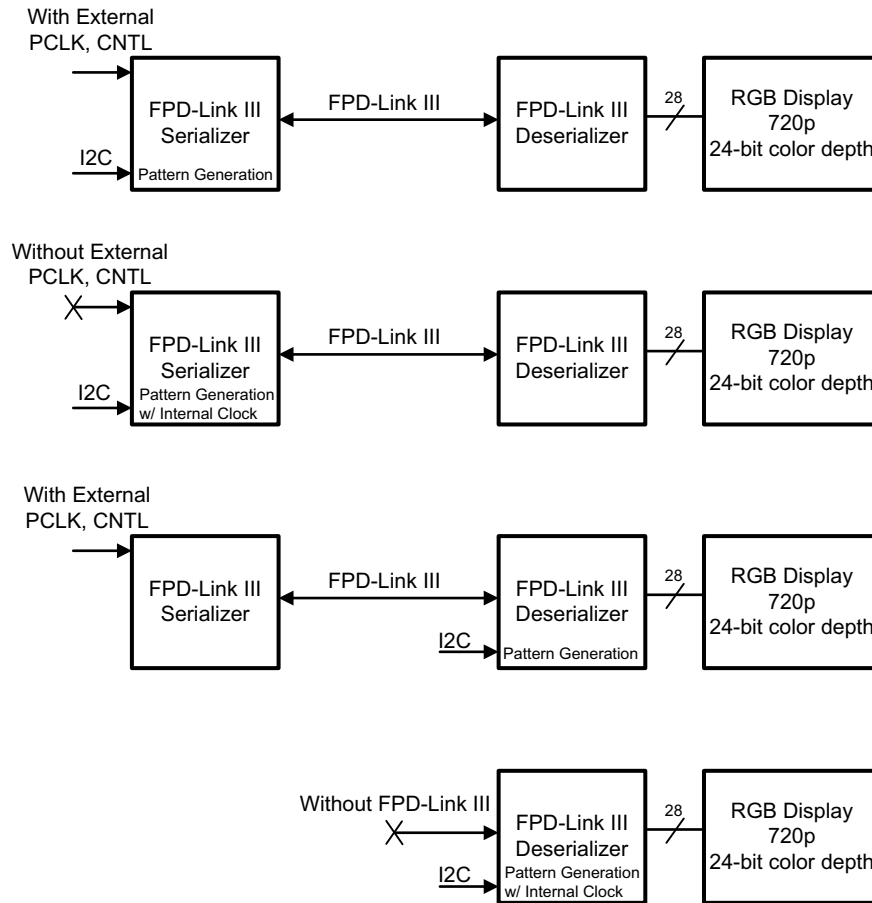 With External
PCLK, CNTL
FPD-Link III
Serializer
Pattern Generation
I2C
FPD-Link III
FPD-Link III
Deserializer
28
RGB Display
720p
24-bit color depth
Without External
PCLK, CNTL
FPD-Link III
Serializer
Pattern Generation
w/ Internal Clock
I2C
FPD-Link III
FPD-Link III
Deserializer
28
RGB Display
720p
24-bit color depth
With External
PCLK, CNTL
FPD-Link III
Serializer
FPD-Link III
FPD-Link III
Deserializer
I2C
Pattern Generation
28
RGB Display
720p
24-bit color depth
Without FPD-Link III
FPD-Link III
Deserializer
I2C
Pattern Generation
w/ Internal Clock
28
RGB Display
720p
24-bit color depth